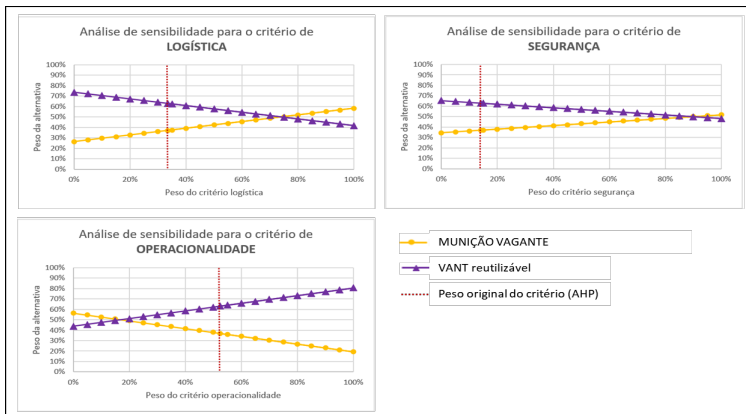 Análise de sensibilidade para o critério de
LOGÍSTICA
Peso da alternativa
100%
90%
80%
70%
60%
50%
40%
30%
20%
10%
0%
0% 20% 40% 60% 80% 100%
Peso do critério logística
Análise de sensibilidade para o critério de
SEGURANÇA
Peso da alternativa
100%
90%
80%
70%
60%
50%
40%
30%
20%
10%
0%
0% 20% 40% 60% 80% 100%
Peso do critério segurança
Análise de sensibilidade para o critério de
OPERACIONALIDADE
Peso da alternativa
100%
90%
80%
70%
60%
50%
40%
30%
20%
10%
0%
0% 20% 40% 60% 80% 100%
Peso do critério operacionalidade
MUNIÇÃO VAGANTE
VANT reutilizável
Peso original do critério (AHP)